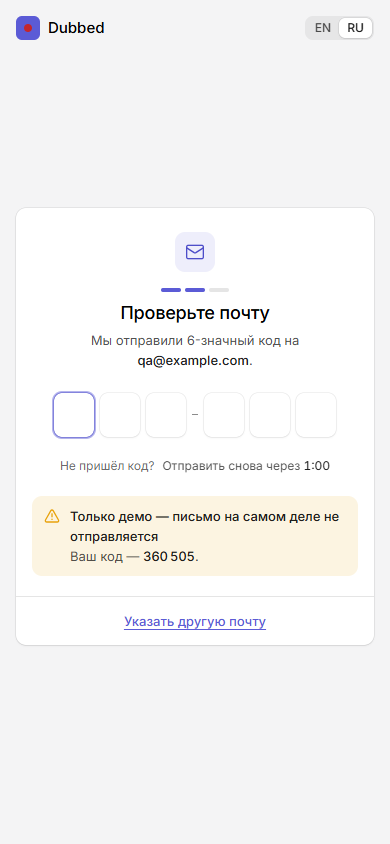 Dubbed
EN RU
Проверьте почту
Мы отправили 6-значный код на
qa@example.com.
–
Не пришёл код? Отправить снова через 1:00
Только демо — письмо на самом деле не
отправляется
Ваш код — 360 505.
Указать другую почту